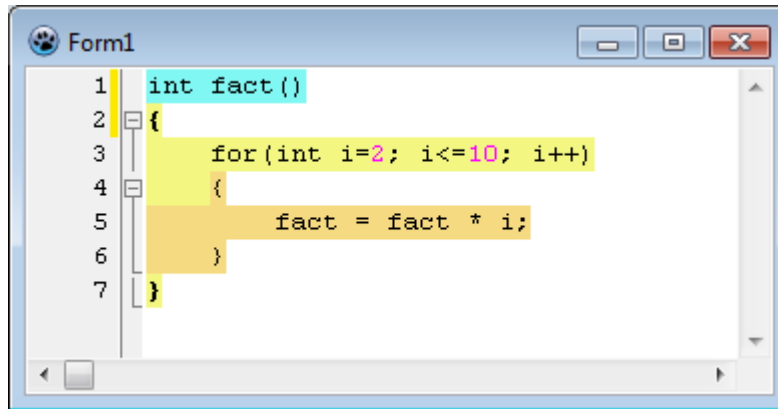 Form1
1 int fact()
2 {
3     for(int i=2; i<=10; i++)
4     {
5         fact = fact * i;
6     }
7 }